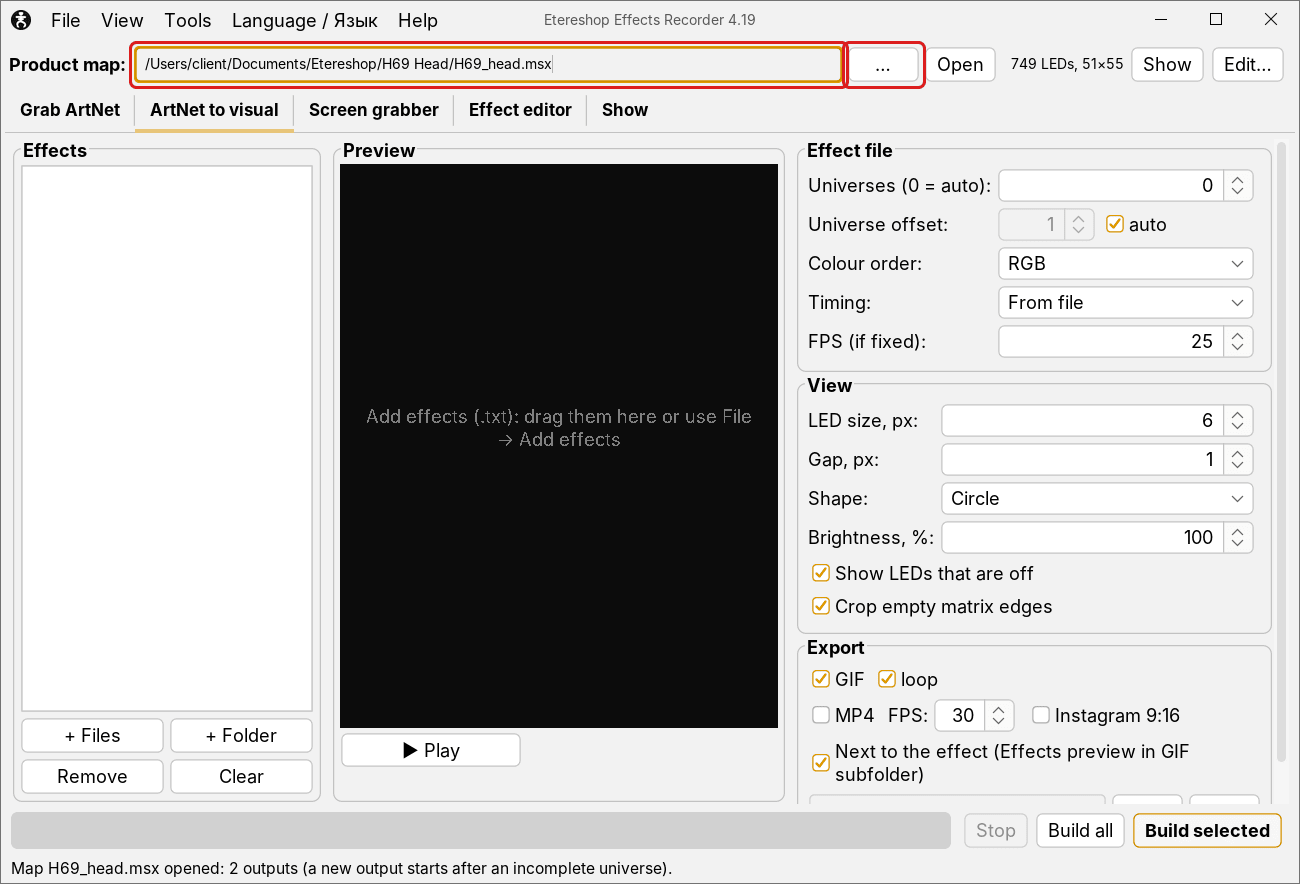 File View Tools Language / Язык Help Etereshop Effects Recorder 4.19
Product map: /Users/client/Documents/Etereshop/H69 Head/H69_head.msx ... Open 749 LEDs, 51×55 Show Edit...
Grab ArtNet ArtNet to visual Screen grabber Effect editor Show
Effects
+ Files + Folder
Remove Clear
Preview
Add effects (.txt): drag them here or use File
→ Add effects
▶ Play
Effect file
Universes (0 = auto): 0
Universe offset: 1 auto
Colour order: RGB
Timing: From file
FPS (if fixed): 25
View
LED size, px: 6
Gap, px: 1
Shape: Circle
Brightness, %: 100
Show LEDs that are off
Crop empty matrix edges
Export
GIF loop
MP4 FPS: 30 Instagram 9:16
Next to the effect (Effects preview in GIF
subfolder)
Stop Build all Build selected
Map H69_head.msx opened: 2 outputs (a new output starts after an incomplete universe).